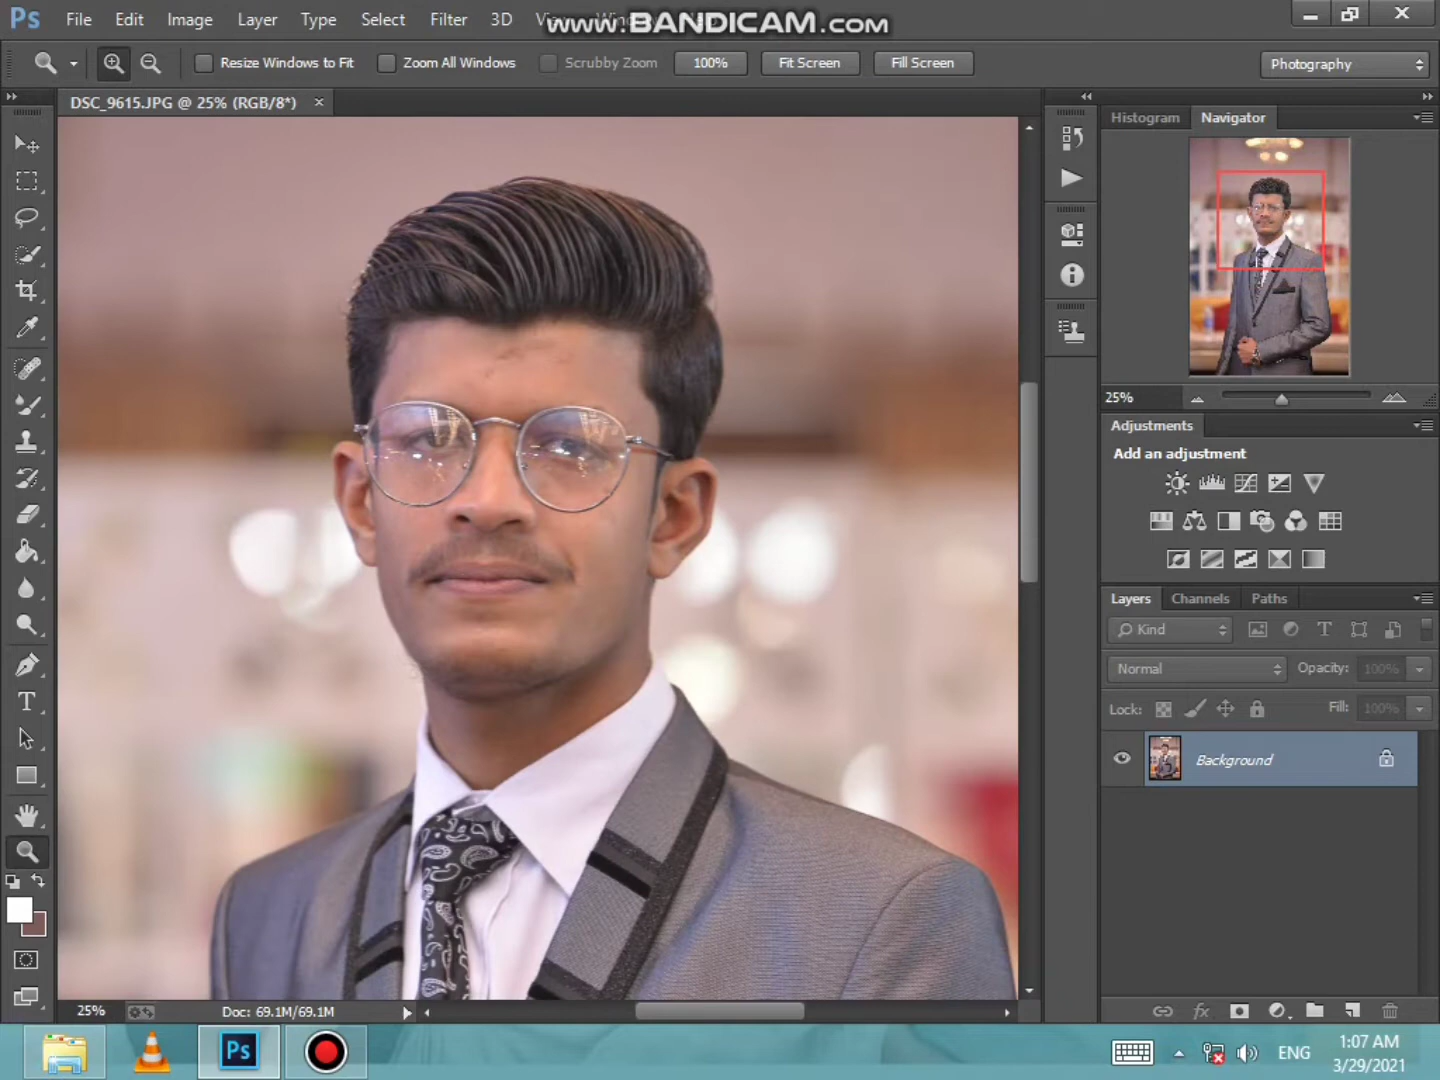 Ps File Edit Image Layer Type Select Filter 3D
www.BANDICAM.com
Resize Windows to Fit Zoom All Windows Scrubby Zoom 100% Fit Screen Fill Screen Photography
DSC_9615.JPG @ 25% (RGB/8*) ×
Histogram Navigator
25%
Adjustments
Add an adjustment
Layers Channels Paths
Kind
Normal Opacity: 100%
Lock: Fill: 100%
Background
25% Doc: 69.1M/69.1M
Ps ENG 1:07 AM
3/29/2021